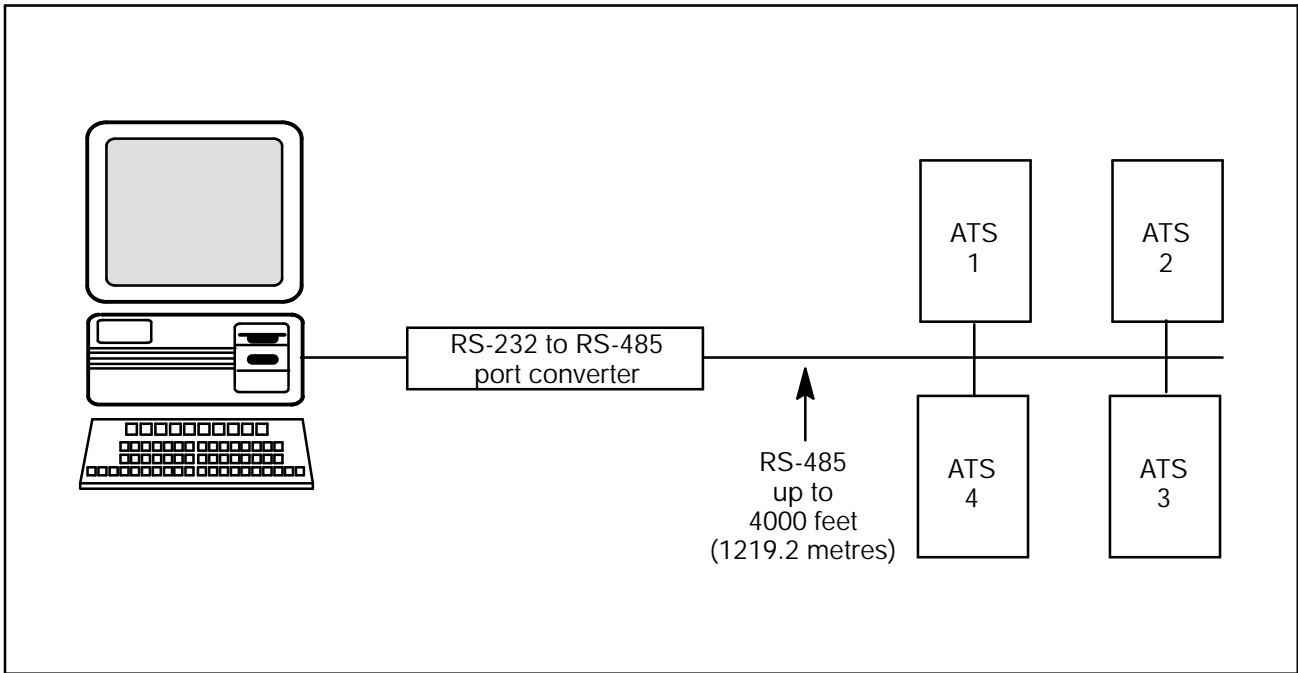 RS-232 to RS-485
port converter
RS-485
up to
4000 feet
(1219.2 metres)
ATS
1
ATS
2
ATS
4
ATS
3